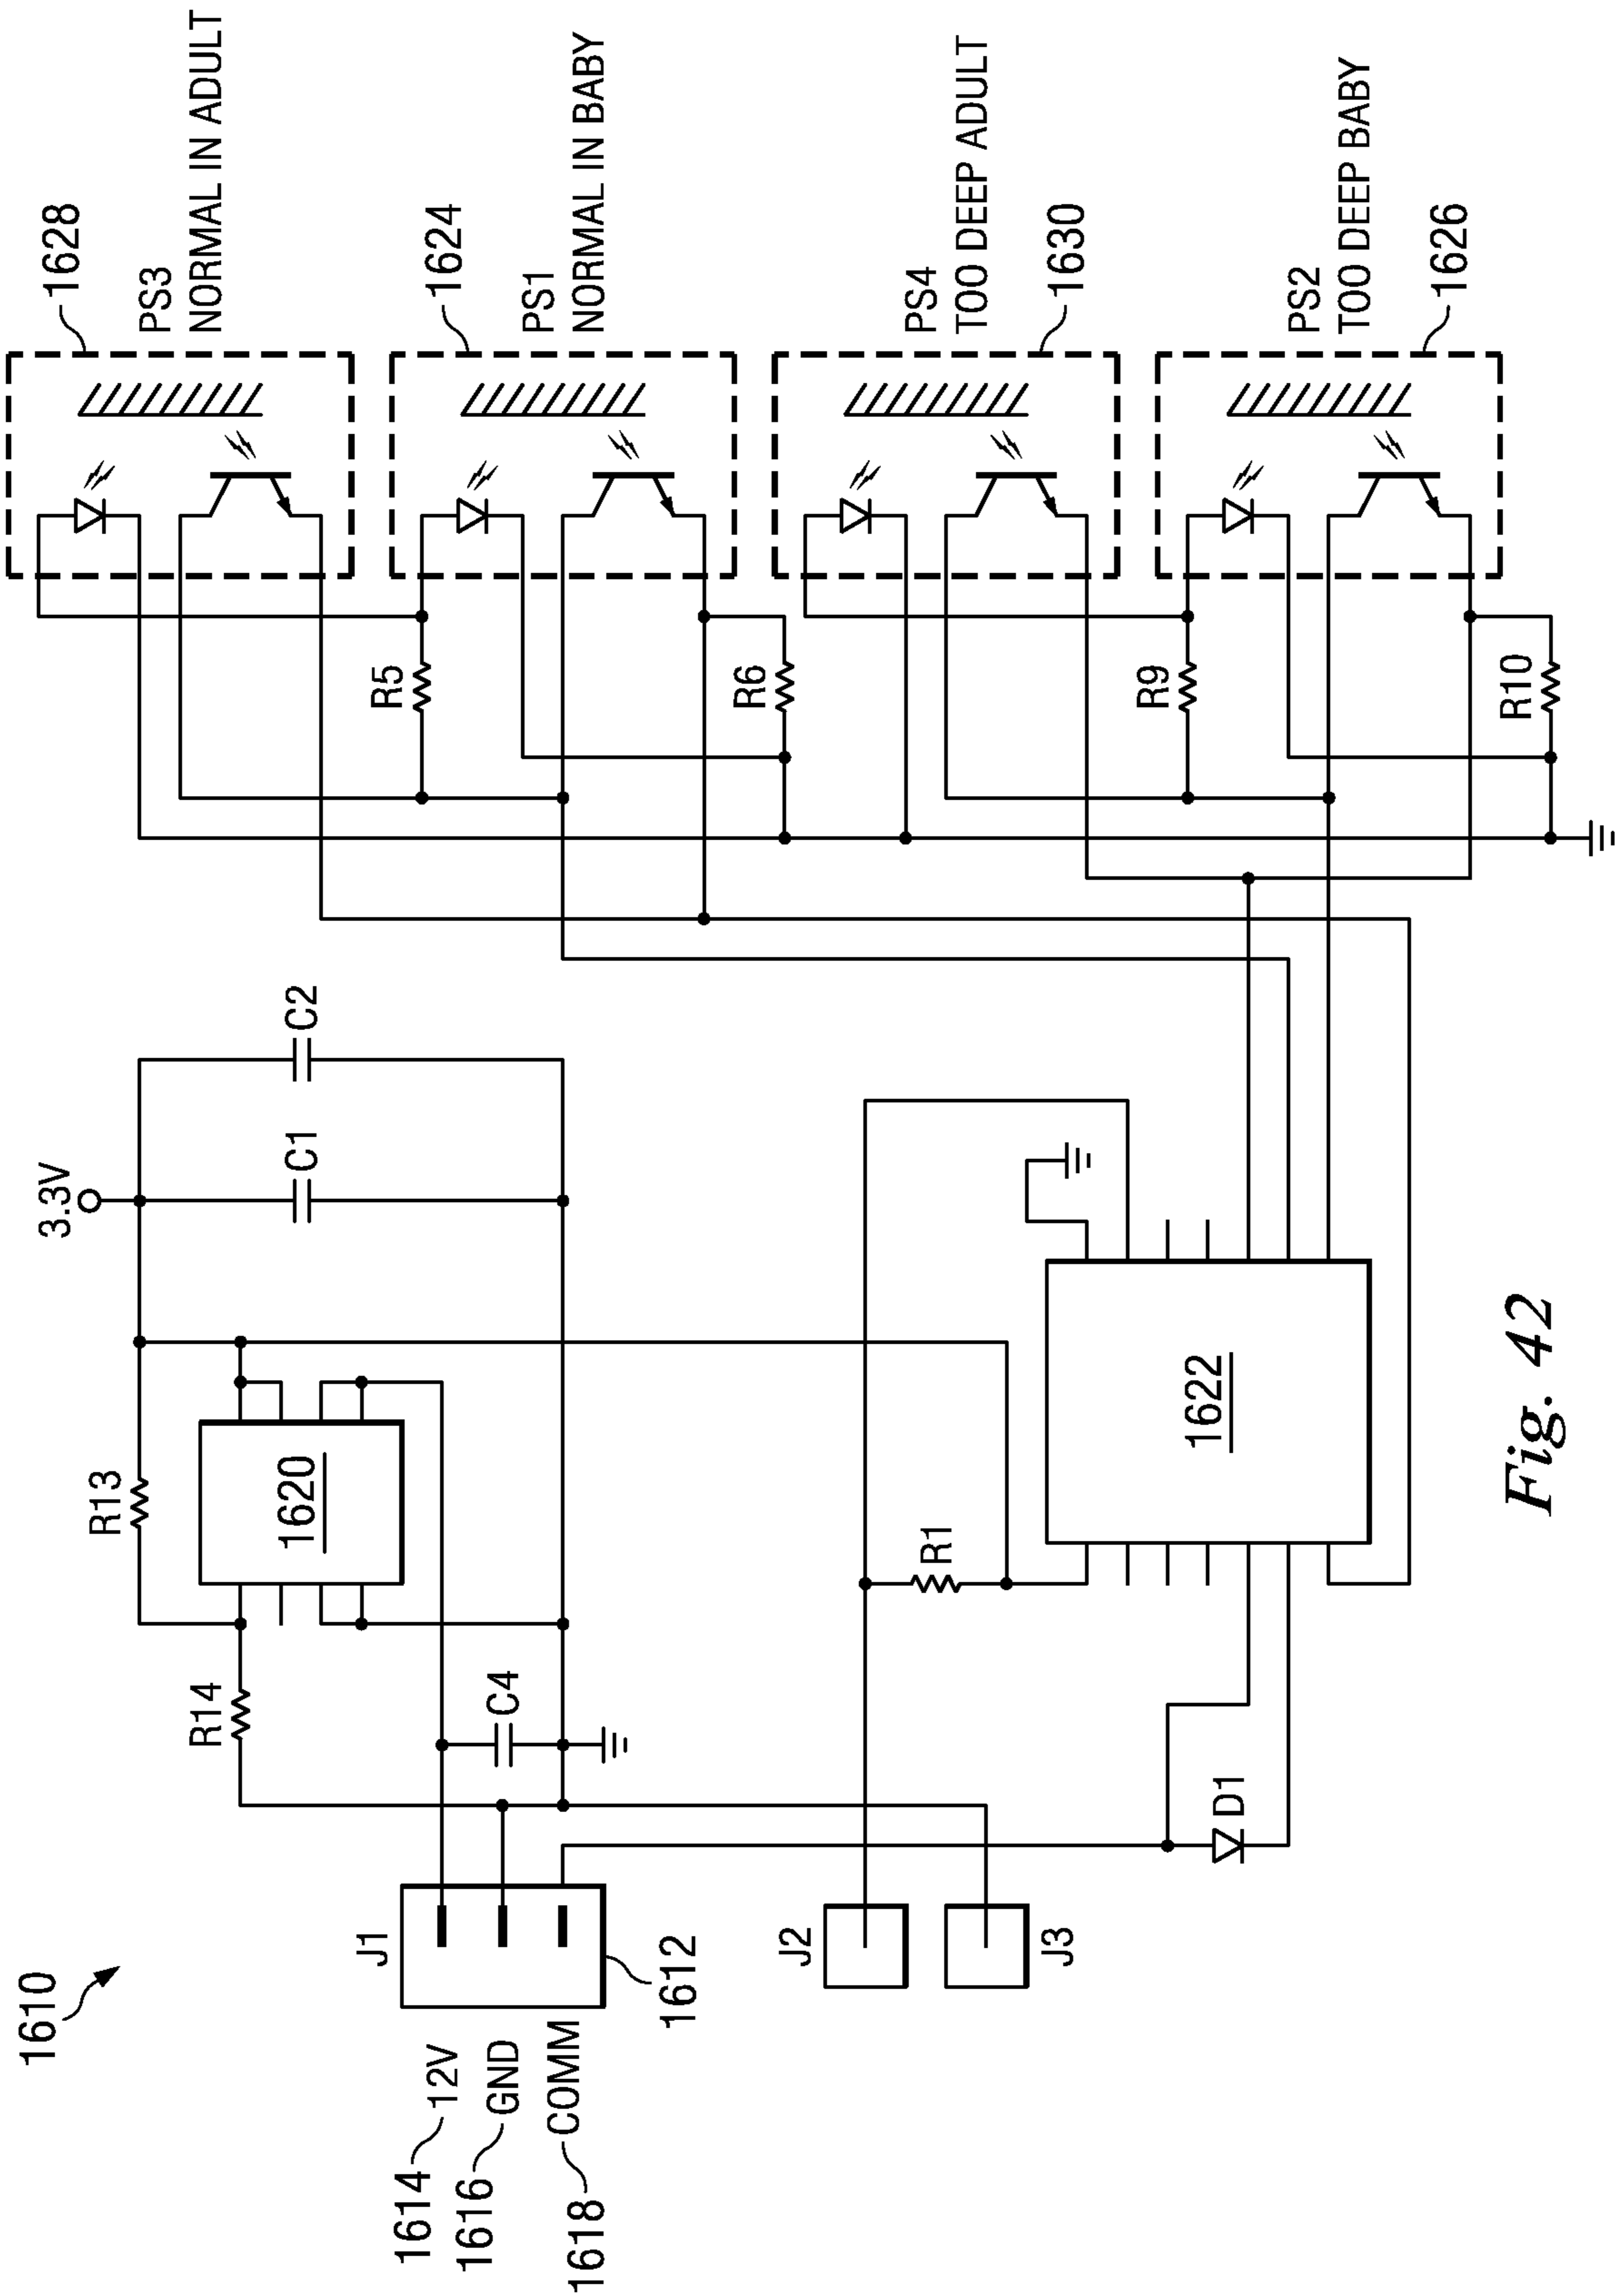 1610
J1
1614
12V
1616
GND
1618
COMM
1612
J2
J3
R14
C4
R13
1620
3.3V
C1
C2
R1
D1
1622
R5
R6
R9
R10
1628
PS3
NORMAL IN ADULT
1624
PS1
NORMAL IN BABY
PS4
TOO DEEP ADULT
1630
PS2
TOO DEEP BABY
1626
Fig. 42